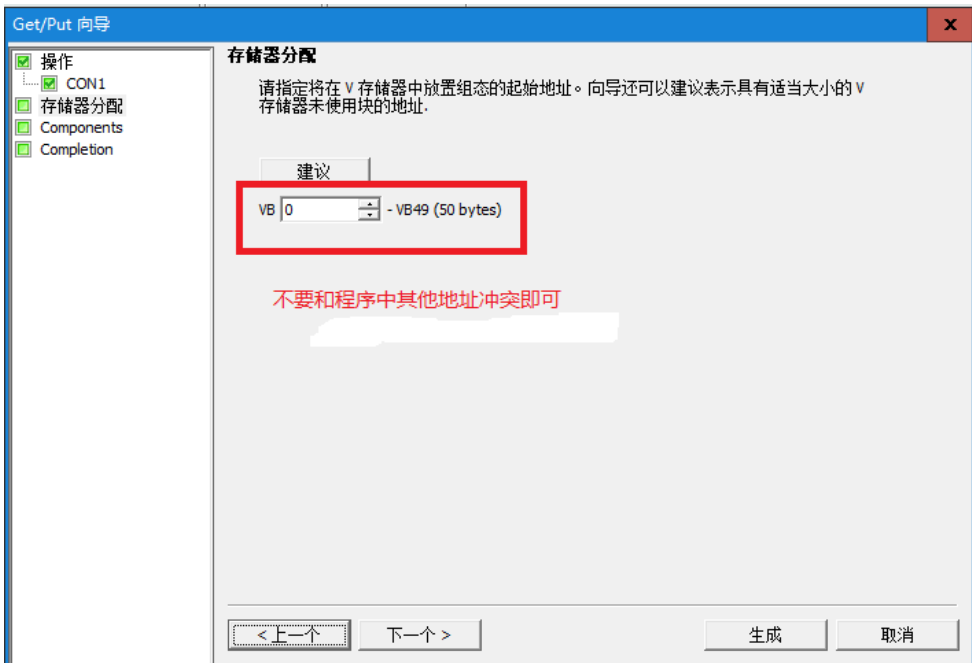 Get/Put 向导
x
操作
CON1
存储器分配
Components
Completion
存储器分配
请指定将在 V 存储器中放置组态的起始地址。向导还可以建议表示具有适当大小的 V
存储器未使用块的地址.
建议
VB 0 - VB49 (50 bytes)
不要和程序中其他地址冲突即可
<上一个
下一个 >
生成
取消